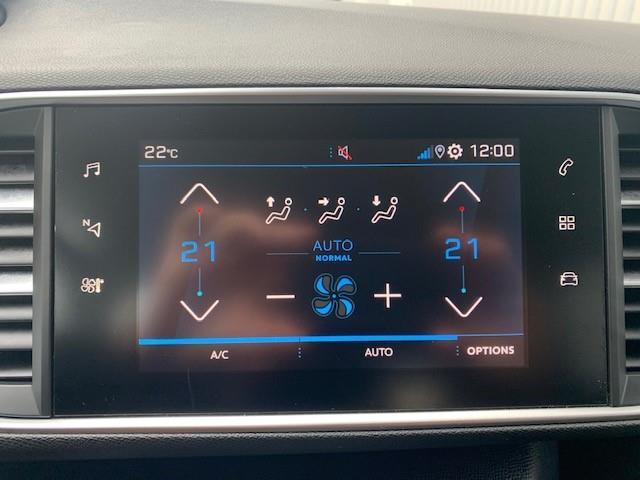 22°C 12:00
N
21 21
AUTO
NORMAL
A/C AUTO OPTIONS